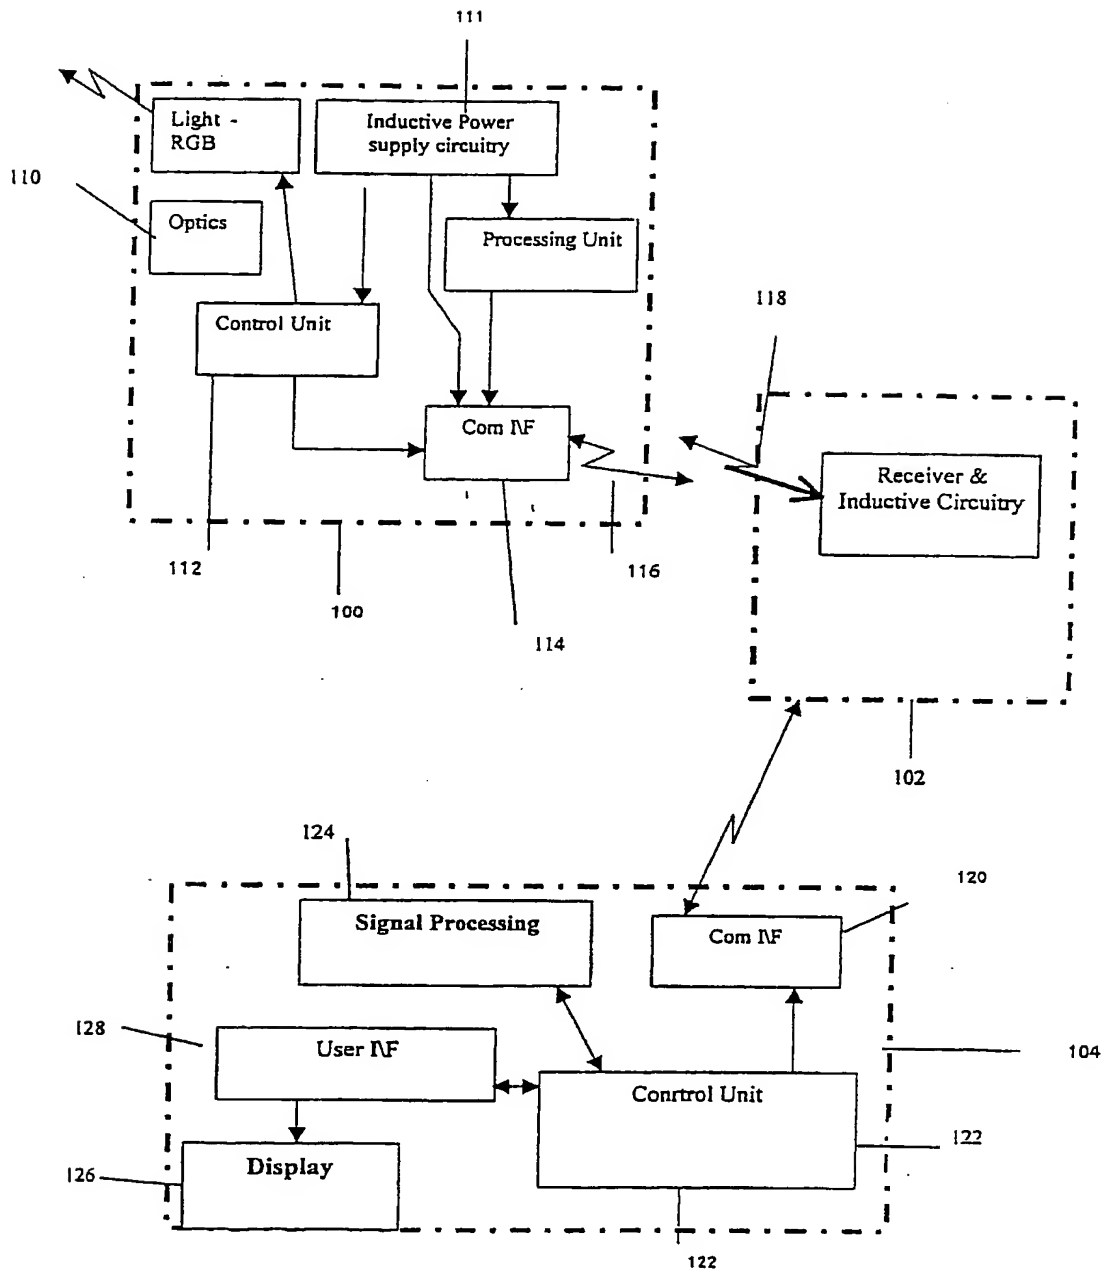 111
Light -
RGB
Inductive Power
supply circuitry
110
Optics
Processing Unit
118
Control Unit
Com I\F
Receiver &
Inductive Circuitry
112
116
100
114
102
124
120
Signal Processing
Com I\F
128
User I\F
104
Conrtrol Unit
122
Display
126
122